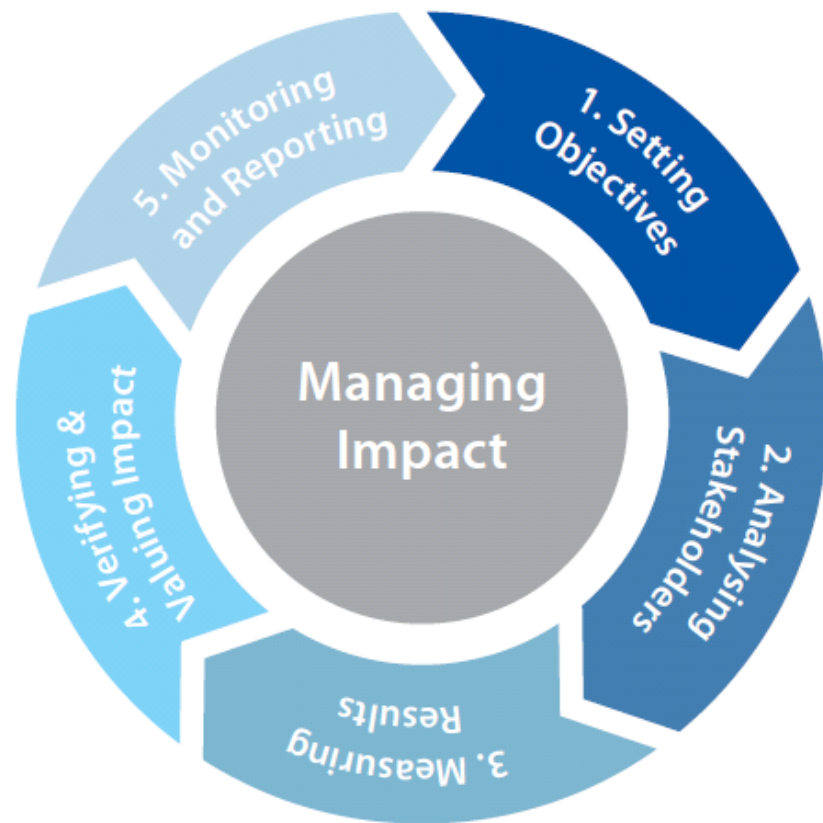 Managing
Impact
1. Setting
Objectives
2. Analysing
Stakeholders
3. Measuring
Results
4. Verifying &
Valuing Impact
5. Monitoring
and Reporting